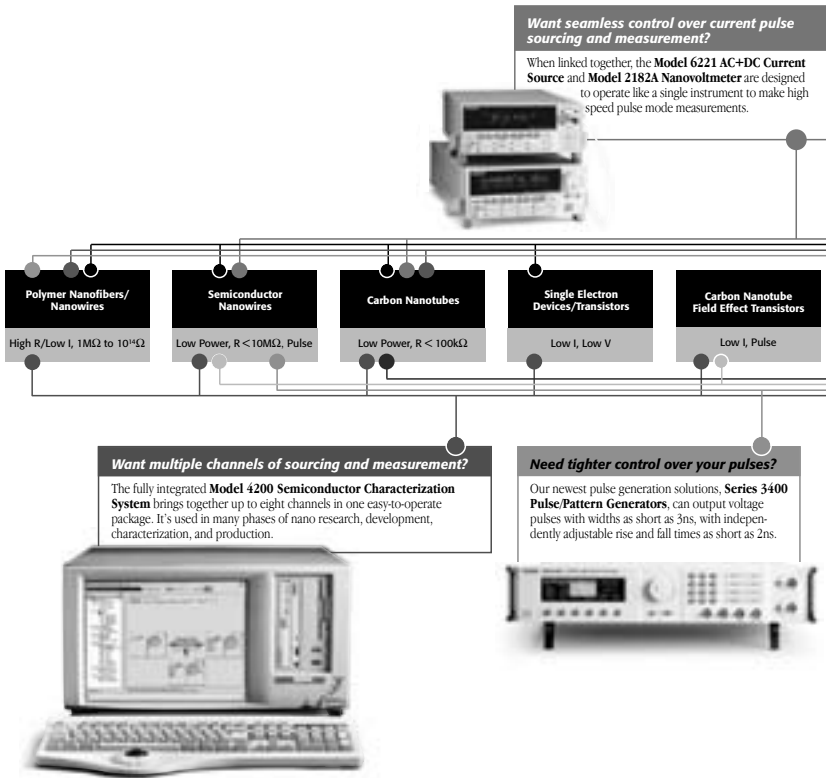 Want seamless control over current pulse
sourcing and measurement?
When linked together, the Model 6221 AC+DC Current
Source and Model 2182A Nanovoltmeter are designed
to operate like a single instrument to make high
speed pulse mode measurements.
Polymer Nanofibers/
Nanowires
High R/Low I, 1MΩ to 10¹⁴Ω
Semiconductor
Nanowires
Low Power, R<10MΩ, Pulse
Carbon Nanotubes
Low Power, R < 100kΩ
Single Electron
Devices/Transistors
Low I, Low V
Carbon Nanotube
Field Effect Transistors
Low I, Pulse
Want multiple channels of sourcing and measurement?
The fully integrated Model 4200 Semiconductor Characterization
System brings together up to eight channels in one easy-to-operate
package. It's used in many phases of nano research, development,
characterization, and production.
Need tighter control over your pulses?
Our newest pulse generation solutions, Series 3400
Pulse/Pattern Generators, can output voltage
pulses with widths as short as 3ns, with indepen-
dently adjustable rise and fall times as short as 2ns.